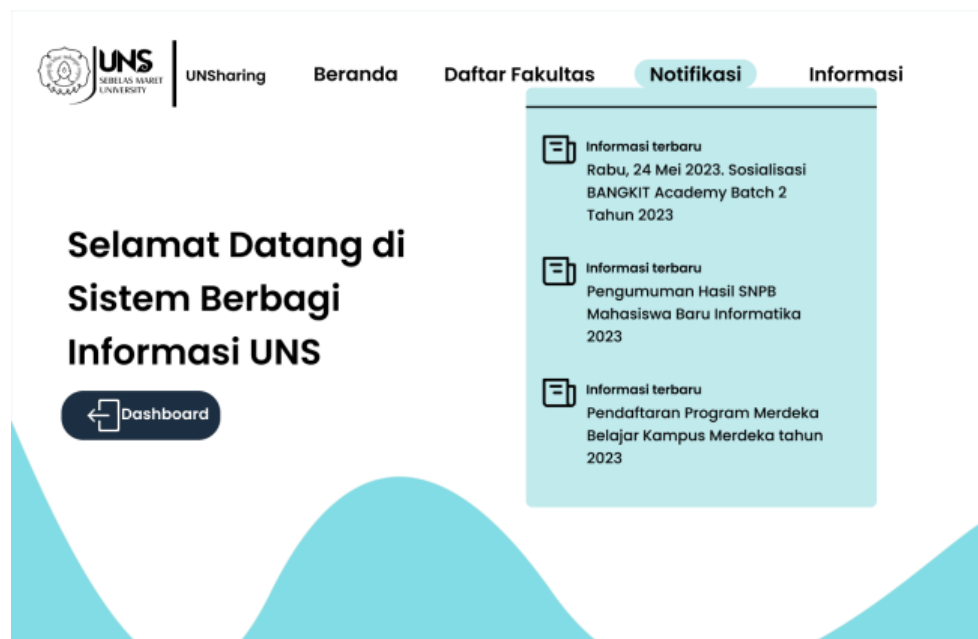 UNS
SEBELAS MARET
UNIVERSITY
UNSharing
Beranda
Daftar Fakultas
Notifikasi
Informasi
Informasi terbaru
Rabu, 24 Mei 2023. Sosialisasi
BANGKIT Academy Batch 2
Tahun 2023
Informasi terbaru
Pengumuman Hasil SNPB
Mahasiswa Baru Informatika
2023
Informasi terbaru
Pendaftaran Program Merdeka
Belajar Kampus Merdeka tahun
2023
Selamat Datang di
Sistem Berbagi
Informasi UNS
Dashboard